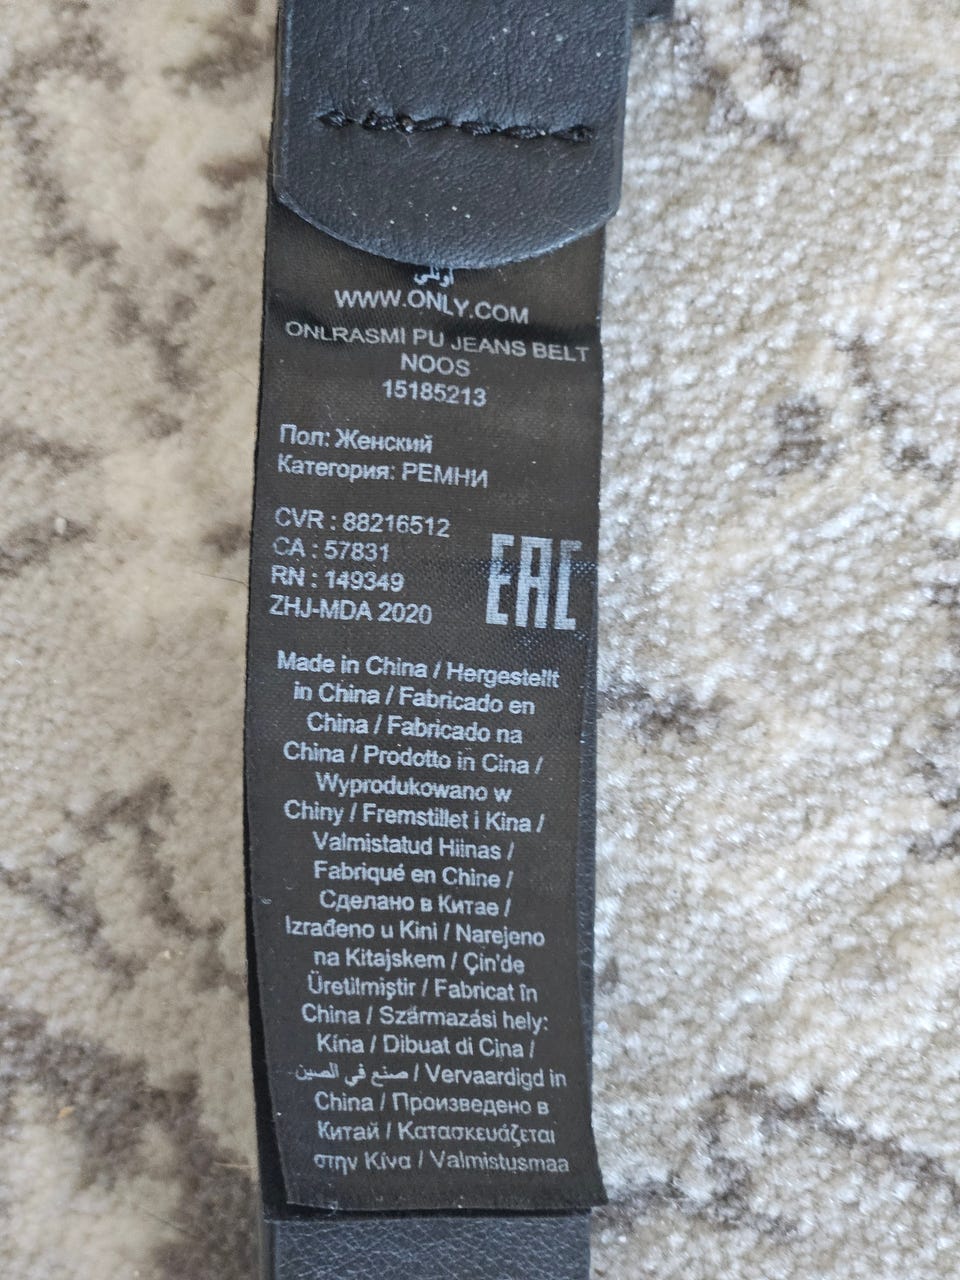 أونلي
WWW.ONLY.COM
ONLRASMI PU JEANS BELT
NOOS
15185213
Пол: Женский
Категория: РЕМНИ
CVR : 88216512
CA : 57831
RN : 149349
ZHJ-MDA 2020
EAC
Made in China / Hergestellt
in China / Fabricado en
China / Fabricado na
China / Prodotto in Cina /
Wyprodukowano w
Chiny / Fremstillet i Kina /
Valmistatud Hiinas /
Fabriqué en Chine /
Сделано в Китае /
Izrađeno u Kini / Narejeno
na Kitajskem / Çin'de
Üretilmiştir / Fabricat în
China / Származási hely:
Kína / Dibuat di Cina /
صنع في الصين / Vervaardigd in
China / Произведено в
Китай / Κατασκευάζεται
στην Κίνα / Valmistusmaa